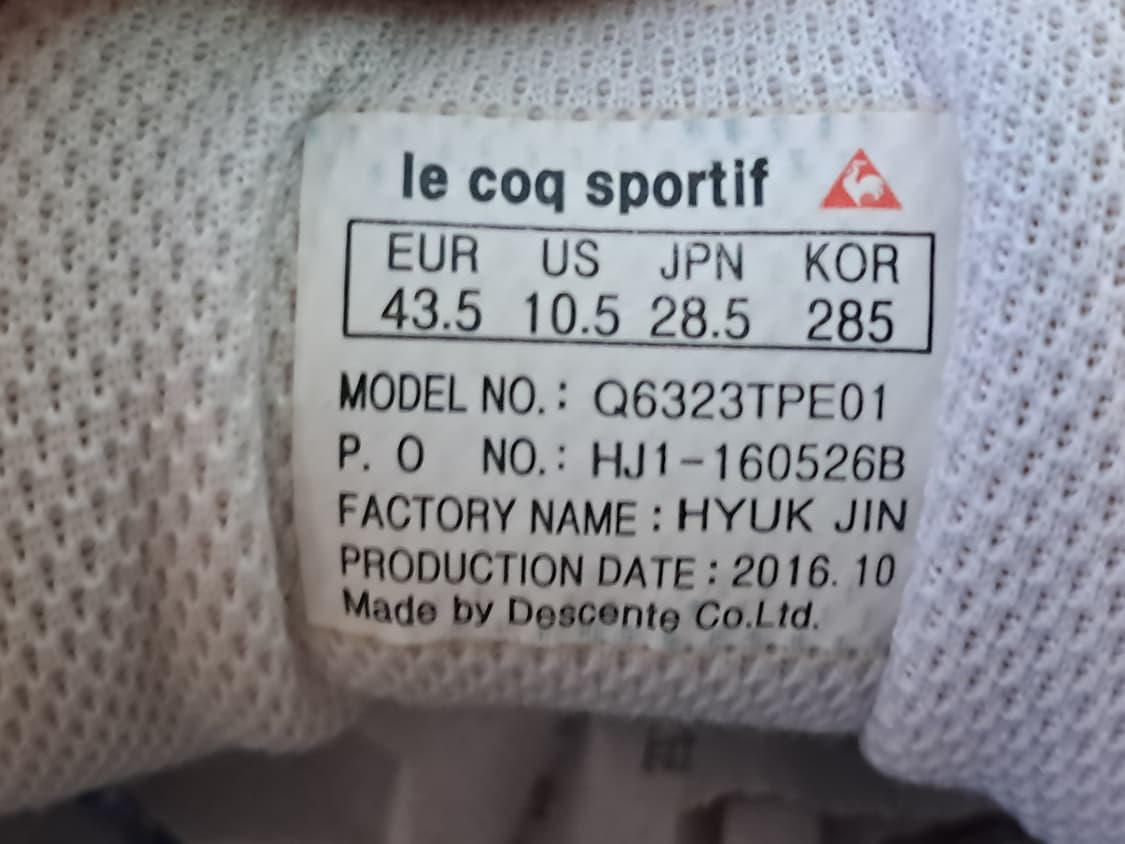 le coq sportif
EUR US JPN KOR
43.5 10.5 28.5 285
MODEL NO.: Q6323TPE01
P. O NO.: HJ1-160526B
FACTORY NAME : HYUK JIN
PRODUCTION DATE : 2016. 10
Made by Descente Co.Ltd.